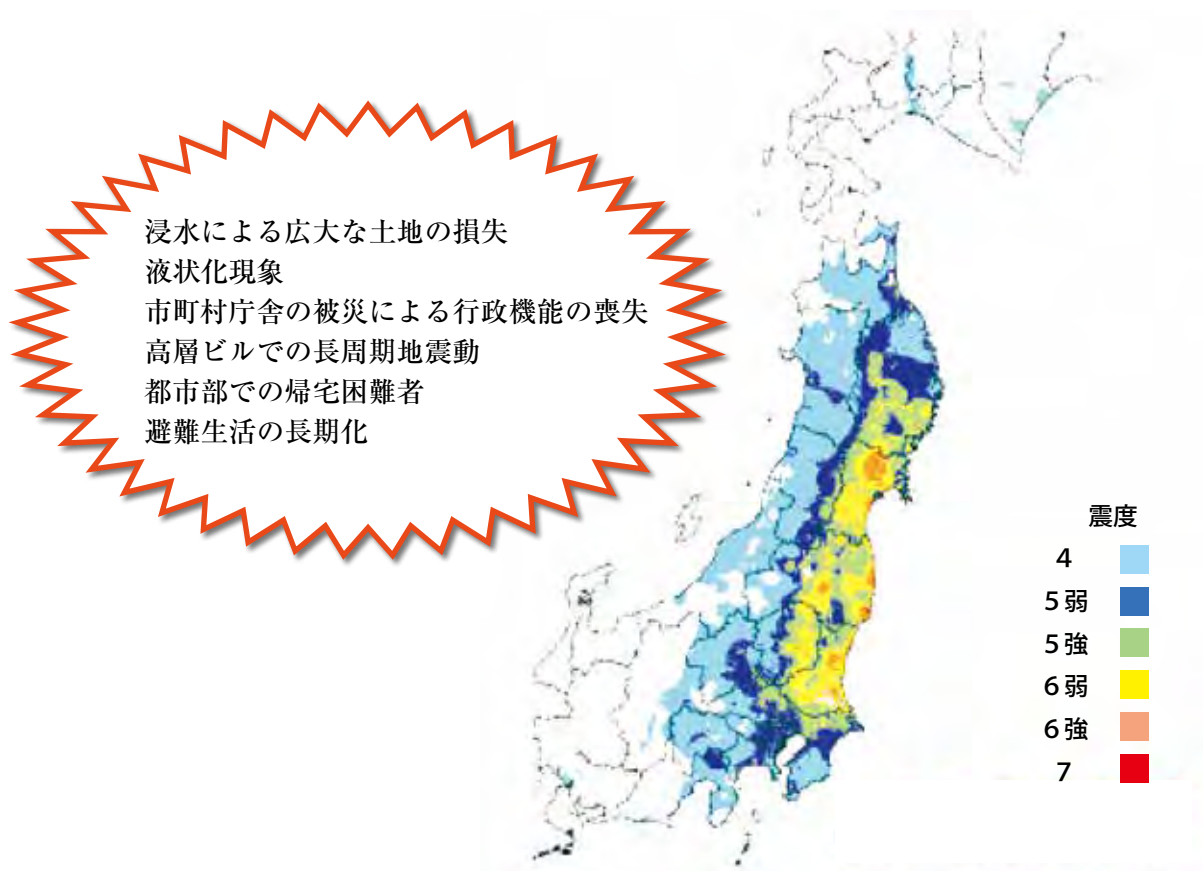 浸水による広大な土地の損失
液状化現象
市町村庁舎の被災による行政機能の喪失
高層ビルでの長周期地震動
都市部での帰宅困難者
避難生活の長期化
震度
4
5弱
5強
6弱
6強
7